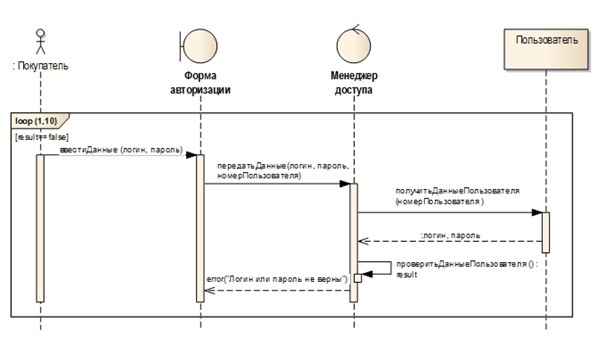 : Покупатель
Форма
авторизации
Менеджер
доступа
Пользователь
loop (1,10)
[result==false]
ввестиДанные (логин, пароль)
передатьДанные(логин, пароль,
номерПользователя)
получитьДанныеПользователя
(номерПользователя )
:логин, пароль
проверитьДанныеПользователя () :
result
error("Логин или пароль не верны")